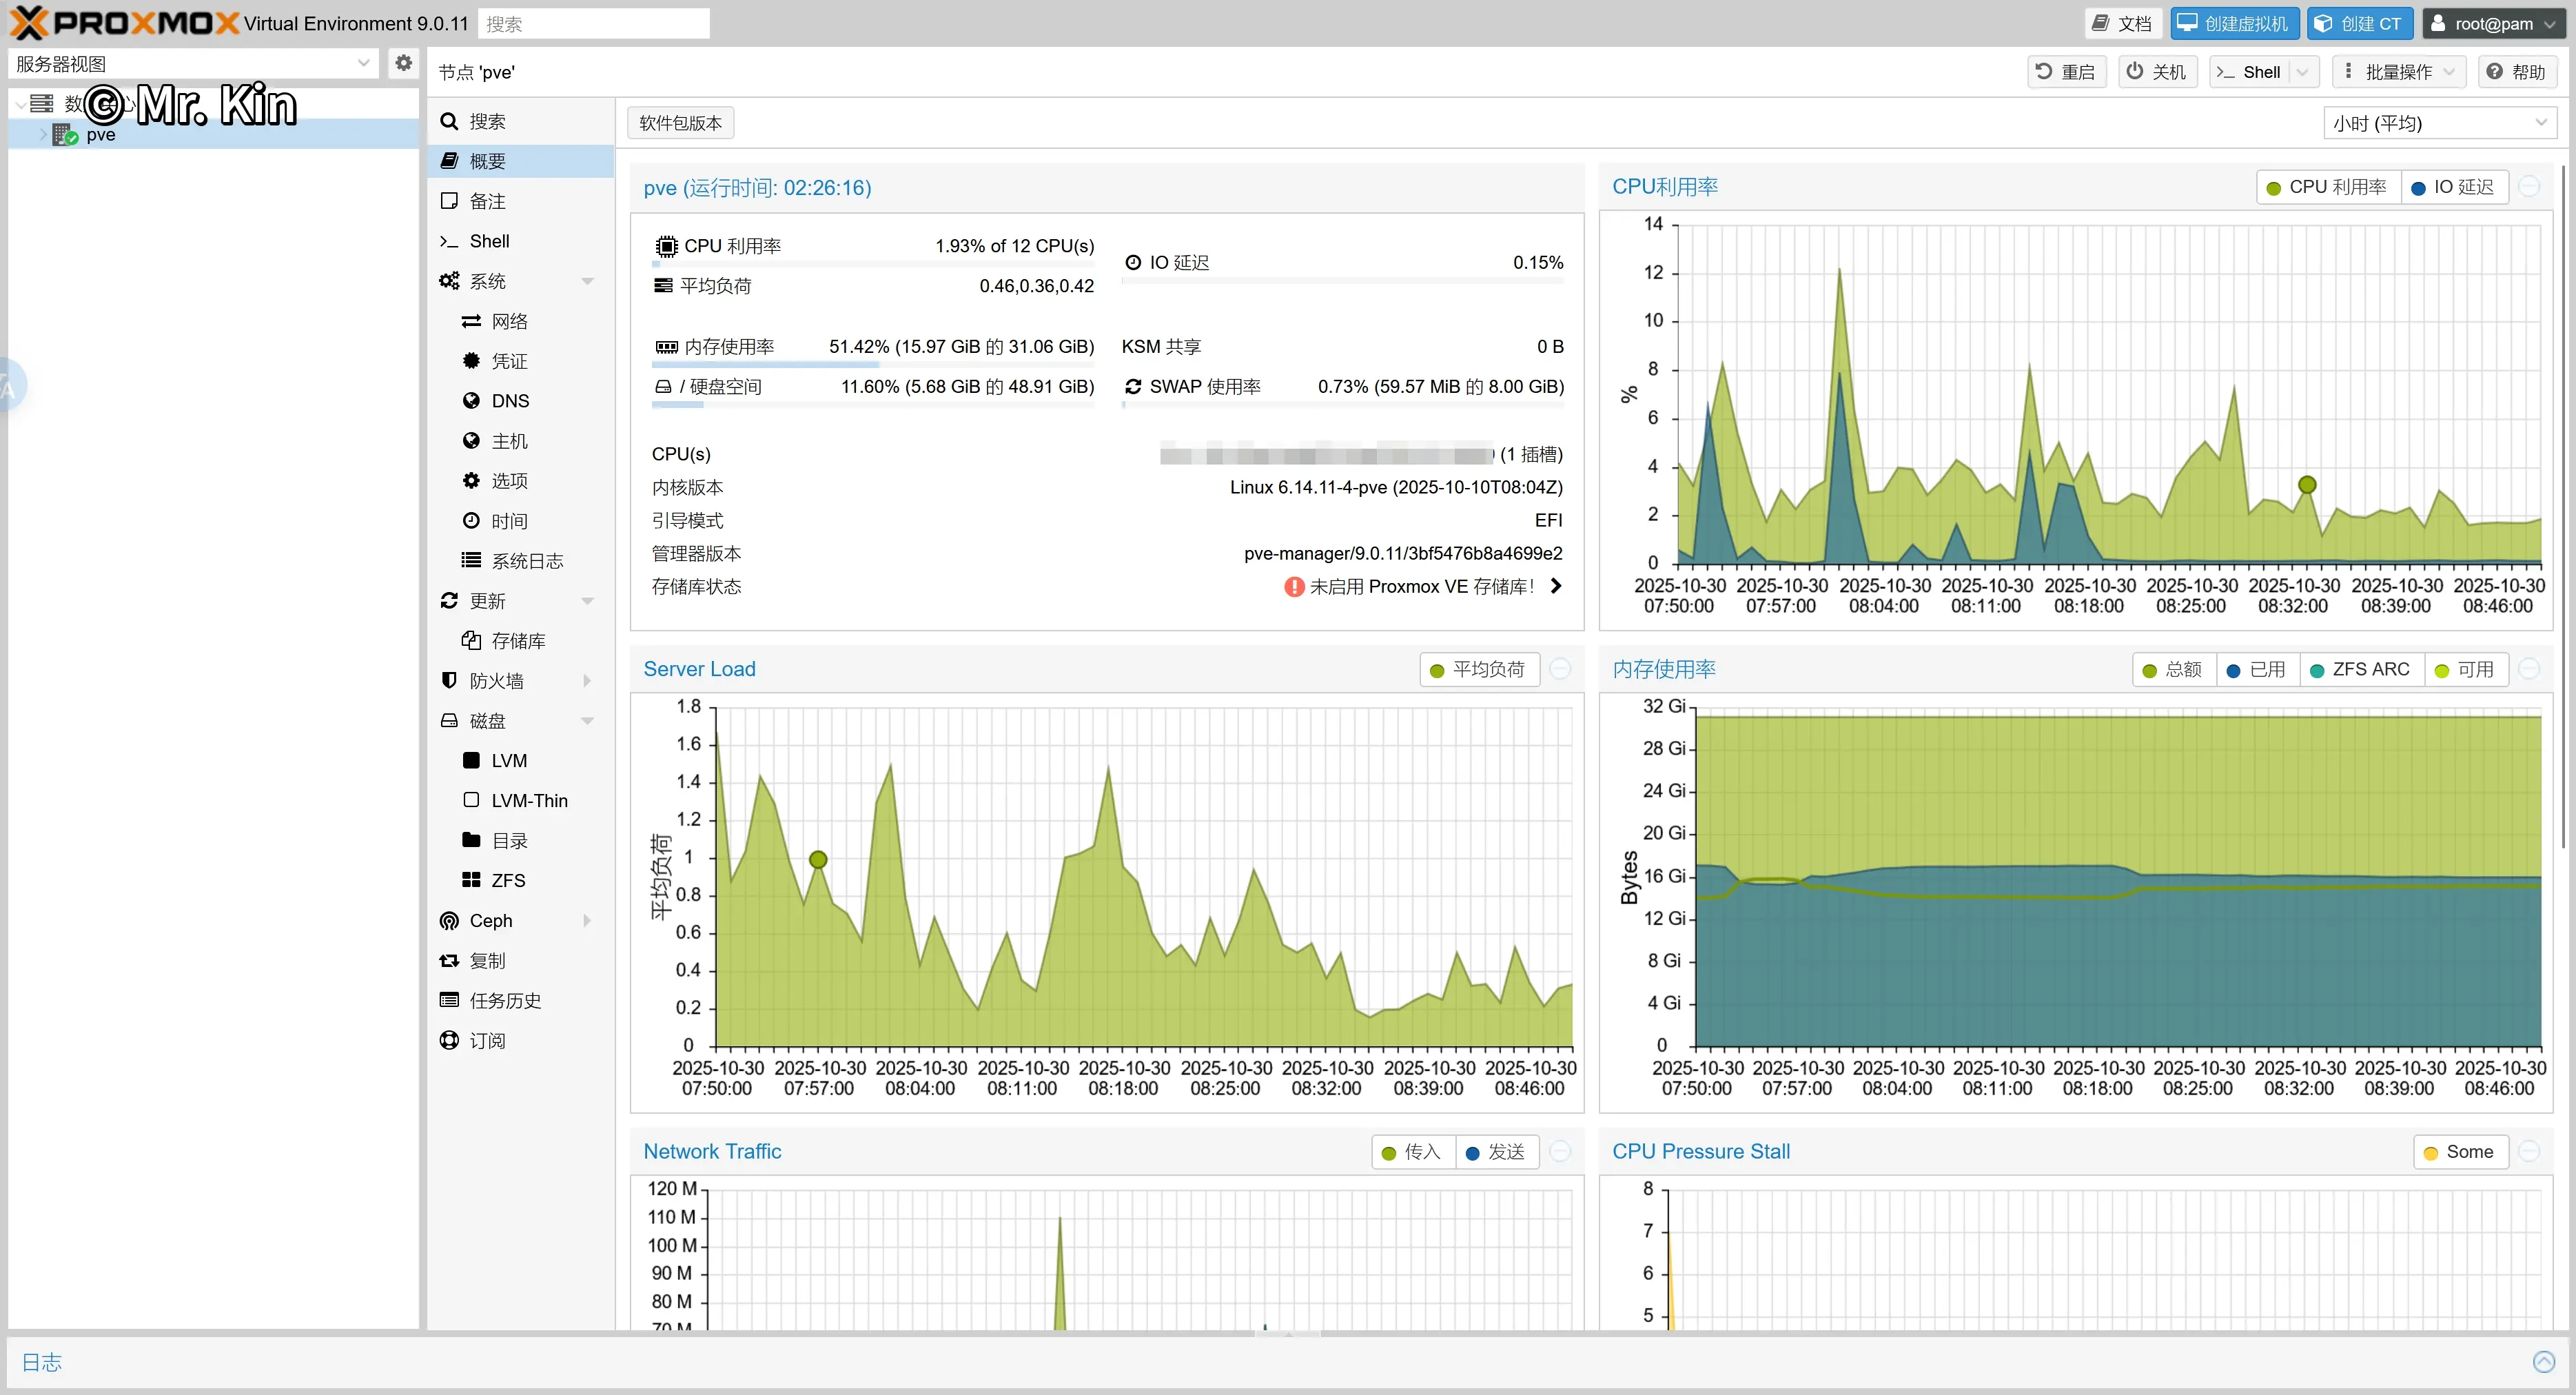 PROXMOX Virtual Environment 9.0.11 搜索 文档 创建虚拟机 创建 CT root@pam
服务器视图
© Mr. Kin
pve
节点 'pve' 重启 关机 Shell 批量操作 帮助
搜索
概要
备注
Shell
系统
网络
凭证
DNS
主机
选项
时间
系统日志
更新
存储库
防火墙
磁盘
LVM
LVM-Thin
目录
ZFS
Ceph
复制
任务历史
订阅
软件包版本 小时 (平均)
pve (运行时间: 02:26:16)
CPU 利用率 1.93% of 12 CPU(s)
IO 延迟 0.15%
平均负荷 0.46,0.36,0.42
内存使用率 51.42% (15.97 GiB 的 31.06 GiB)
KSM 共享 0 B
/ 硬盘空间 11.60% (5.68 GiB 的 48.91 GiB)
SWAP 使用率 0.73% (59.57 MiB 的 8.00 GiB)
CPU(s) (1 插槽)
内核版本 Linux 6.14.11-4-pve (2025-10-10T08:04Z)
引导模式 EFI
管理器版本 pve-manager/9.0.11/3bf5476b8a4699e2
存储库状态 未启用 Proxmox VE 存储库!
CPU利用率 CPU 利用率 IO 延迟
14
12
10
8
6
4
2
0
%
2025-10-30 2025-10-30 2025-10-30 2025-10-30 2025-10-30 2025-10-30 2025-10-30 2025-10-30 2025-10-30
07:50:00 07:57:00 08:04:00 08:11:00 08:18:00 08:25:00 08:32:00 08:39:00 08:46:00
Server Load 平均负荷
1.8
1.6
1.4
1.2
1
0.8
0.6
0.4
0.2
0
平均负荷
2025-10-30 2025-10-30 2025-10-30 2025-10-30 2025-10-30 2025-10-30 2025-10-30 2025-10-30 2025-10-30
07:50:00 07:57:00 08:04:00 08:11:00 08:18:00 08:25:00 08:32:00 08:39:00 08:46:00
内存使用率 总额 已用 ZFS ARC 可用
32 Gi
28 Gi
24 Gi
20 Gi
16 Gi
12 Gi
8 Gi
4 Gi
0
Bytes
2025-10-30 2025-10-30 2025-10-30 2025-10-30 2025-10-30 2025-10-30 2025-10-30 2025-10-30 2025-10-30
07:50:00 07:57:00 08:04:00 08:11:00 08:18:00 08:25:00 08:32:00 08:39:00 08:46:00
Network Traffic 传入 发送
120 M
110 M
100 M
90 M
80 M
70 M
CPU Pressure Stall Some
8
7
6
5
日志